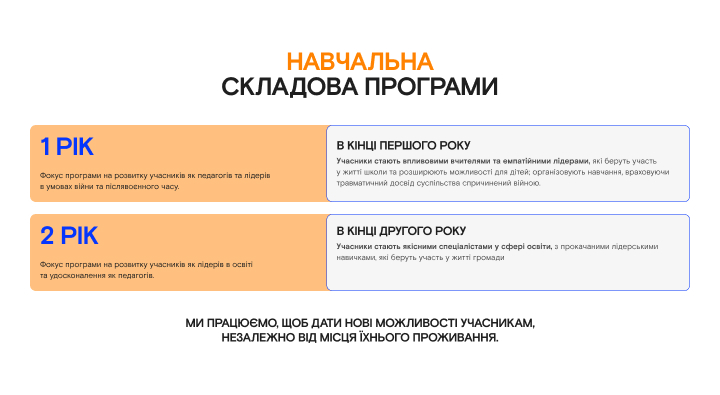 НАВЧАЛЬНА
СКЛАДОВА ПРОГРАМИ
1 РІК
Фокус програми на розвитку учасників як педагогів та лідерів
в умовах війни та післявоєнного часу.
В КІНЦІ ПЕРШОГО РОКУ
Учасники стають впливовими вчителями та емпатійними лідерами, які беруть участь
у житті школи та розширюють можливості для дітей; організовують навчання, враховуючи
травматичний досвід суспільства спричинений війною.
2 РІК
Фокус програми на розвитку учасників як лідерів в освіті
та удосконалення як педагогів.
В КІНЦІ ДРУГОГО РОКУ
Учасники стають якісними спеціалістами у сфері освіти, з прокачаними лідерськими
навичками, які беруть участь у житті громади
МИ ПРАЦЮЄМО, ЩОБ ДАТИ НОВІ МОЖЛИВОСТІ УЧАСНИКАМ,
НЕЗАЛЕЖНО ВІД МІСЦЯ ЇХНЬОГО ПРОЖИВАННЯ.